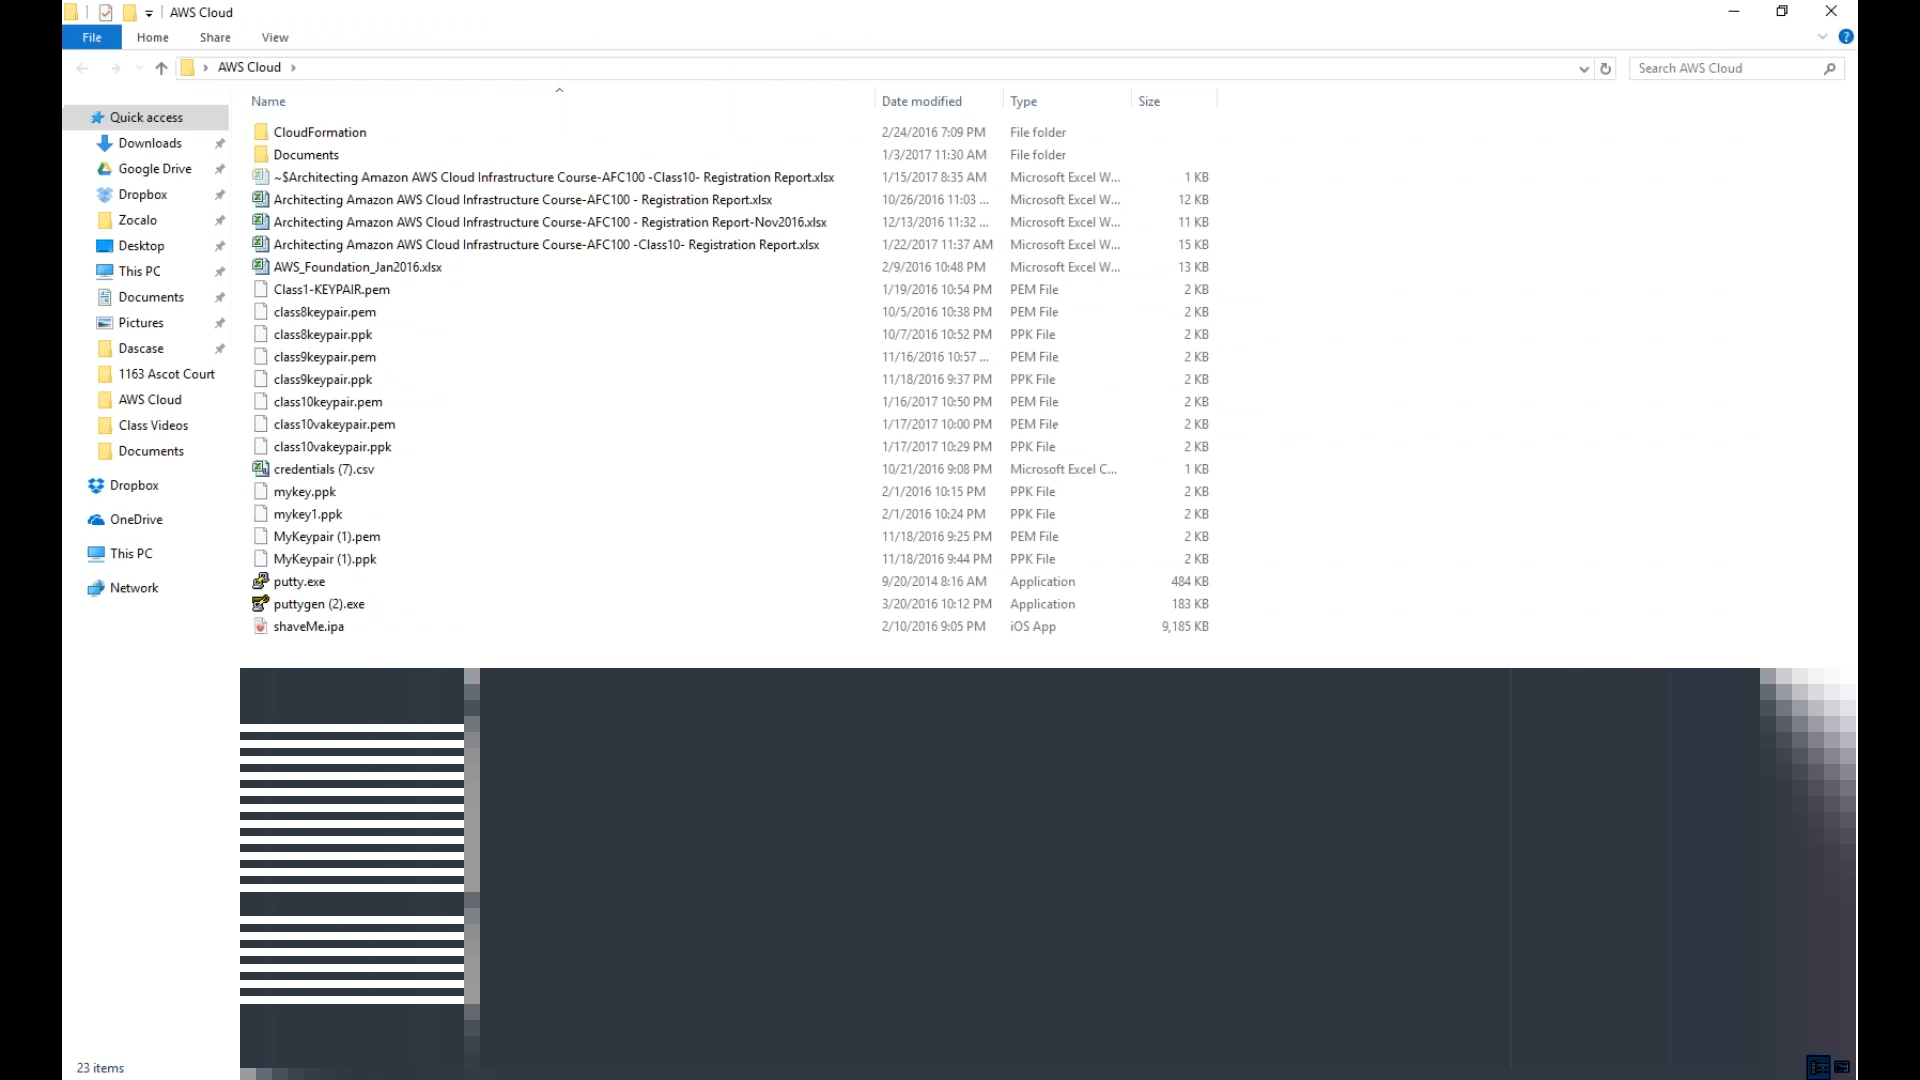 AWS Cloud
File Home Share View
AWS Cloud Search AWS Cloud
Name Date modified Type Size
Quick access
Downloads
Google Drive
Dropbox
Zocalo
Desktop
This PC
Documents
Pictures
Dascase
1163 Ascot Court
AWS Cloud
Class Videos
Documents
Dropbox
OneDrive
This PC
Network
CloudFormation 2/24/2016 7:09 PM File folder
Documents 1/3/2017 11:30 AM File folder
~$Architecting Amazon AWS Cloud Infrastructure Course-AFC100 -Class10- Registration Report.xlsx 1/15/2017 8:35 AM Microsoft Excel W... 1 KB
Architecting Amazon AWS Cloud Infrastructure Course-AFC100 - Registration Report.xlsx 10/26/2016 11:03 ... Microsoft Excel W... 12 KB
Architecting Amazon AWS Cloud Infrastructure Course-AFC100 - Registration Report-Nov2016.xlsx 12/13/2016 11:32 ... Microsoft Excel W... 11 KB
Architecting Amazon AWS Cloud Infrastructure Course-AFC100 -Class10- Registration Report.xlsx 1/22/2017 11:37 AM Microsoft Excel W... 15 KB
AWS_Foundation_Jan2016.xlsx 2/9/2016 10:48 PM Microsoft Excel W... 13 KB
Class1-KEYPAIR.pem 1/19/2016 10:54 PM PEM File 2 KB
class8keypair.pem 10/5/2016 10:38 PM PEM File 2 KB
class8keypair.ppk 10/7/2016 10:52 PM PPK File 2 KB
class9keypair.pem 11/16/2016 10:57 ... PEM File 2 KB
class9keypair.ppk 11/18/2016 9:37 PM PPK File 2 KB
class10keypair.pem 1/16/2017 10:50 PM PEM File 2 KB
class10vakeypair.pem 1/17/2017 10:00 PM PEM File 2 KB
class10vakeypair.ppk 1/17/2017 10:29 PM PPK File 2 KB
credentials (7).csv 10/21/2016 9:08 PM Microsoft Excel C... 1 KB
mykey.ppk 2/1/2016 10:15 PM PPK File 2 KB
mykey1.ppk 2/1/2016 10:24 PM PPK File 2 KB
MyKeypair (1).pem 11/18/2016 9:25 PM PEM File 2 KB
MyKeypair (1).ppk 11/18/2016 9:44 PM PPK File 2 KB
putty.exe 9/20/2014 8:16 AM Application 484 KB
puttygen (2).exe 3/20/2016 10:12 PM Application 183 KB
shaveMe.ipa 2/10/2016 9:05 PM iOS App 9,185 KB
23 items